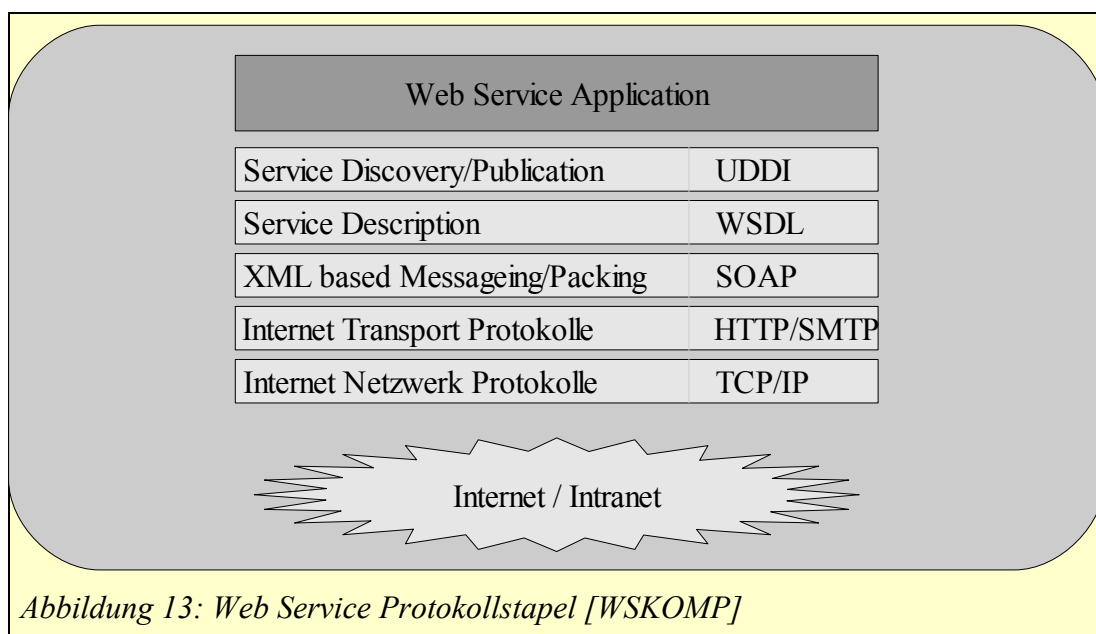 Web Service Application
Service Discovery/Publication UDDI
Service Description WSDL
XML based Messageing/Packing SOAP
Internet Transport Protokolle HTTP/SMTP
Internet Netzwerk Protokolle TCP/IP
Internet / Intranet
Abbildung 13: Web Service Protokollstapel [WSKOMP]